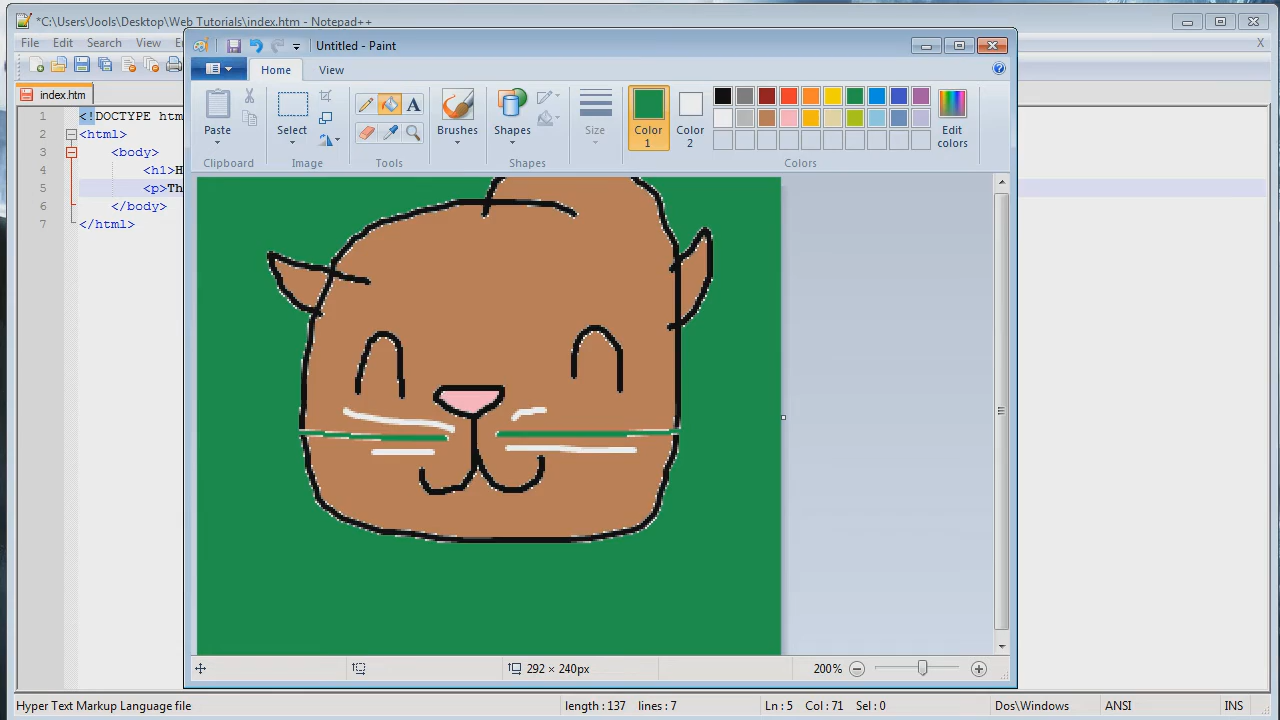 *C:\Users\Jools\Desktop\Web Tutorials\index.htm - Notepad++
File Edit Search View
Untitled - Paint
Home View
index.htm
Paste
Select
Brushes
Shapes
Size
Color 1
Color 2
Edit colors
Clipboard
Image
Tools
Shapes
Colors
1 <!DOCTYPE htm
2 <html>
3 <body>
4 <h1>H
5 <p>Th
6 </body>
7 </html>
292 × 240px
200%
Hyper Text Markup Language file length : 137 lines : 7 Ln : 5 Col : 71 Sel : 0 Dos\Windows ANSI INS